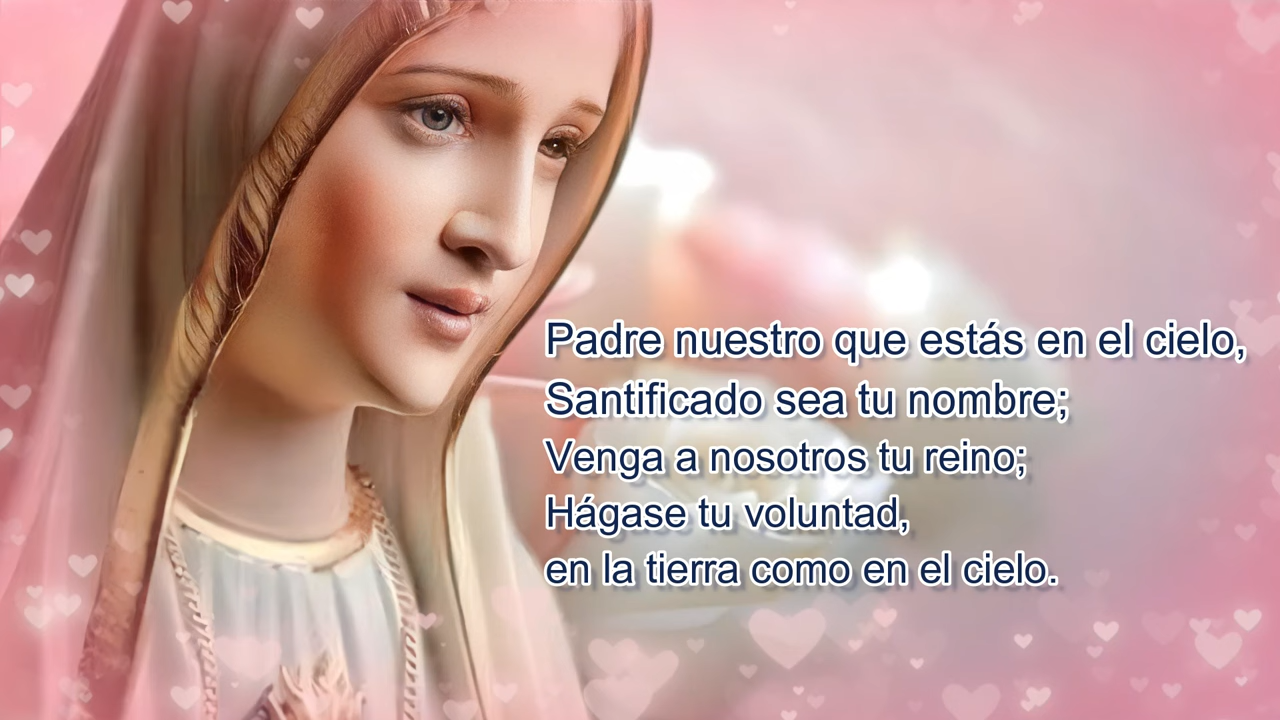 Padre nuestro que estás en el cielo,
Santificado sea tu nombre;
Venga a nosotros tu reino;
Hágase tu voluntad,
en la tierra como en el cielo.